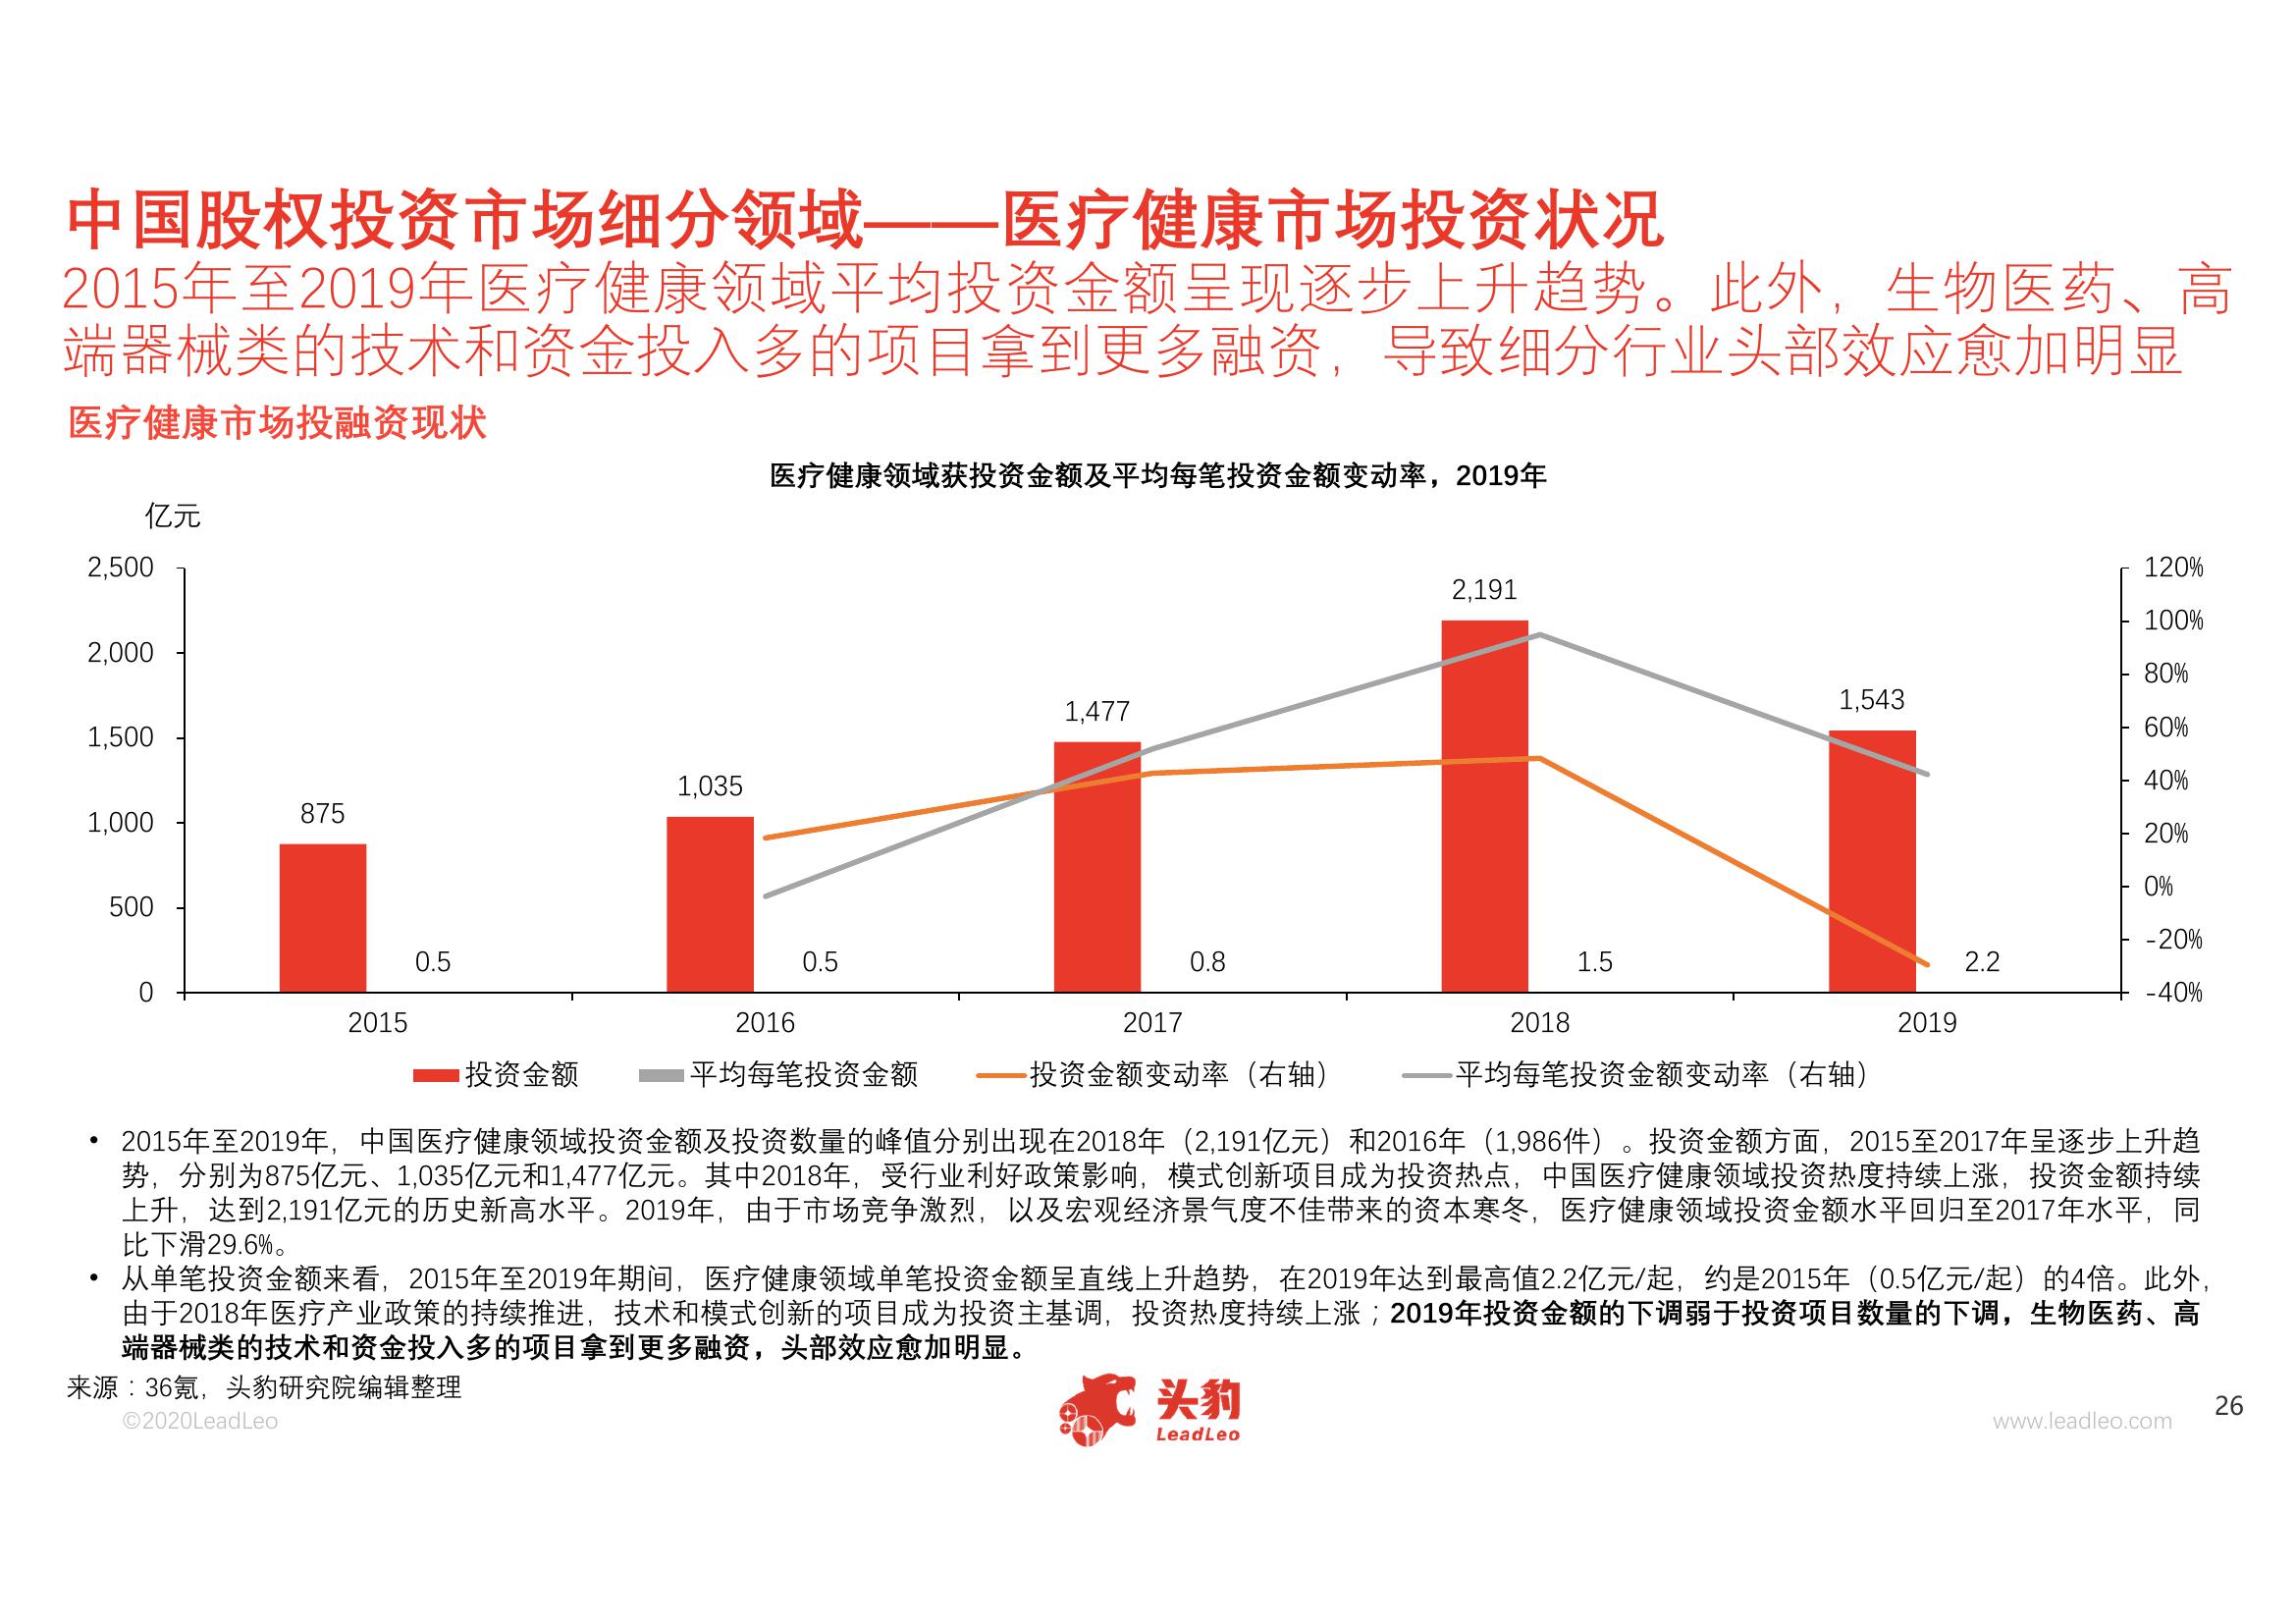 中国股权投资市场细分领域——医疗健康市场投资状况
2015年至2019年医疗健康领域平均投资金额呈现逐步上升趋势。此外，生物医药、高
端器械类的技术和资金投入多的项目拿到更多融资，导致细分行业头部效应愈加明显
医疗健康市场投融资现状
医疗健康领域获投资金额及平均每笔投资金额变动率，2019年
亿元
2,500
2,000
1,500
1,000
500
0
120%
100%
80%
60%
40%
20%
0%
-20%
-40%
875
1,035
1,477
2,191
1,543
0.5
0.5
0.8
1.5
2.2
2015
2016
2017
2018
2019
投资金额
平均每笔投资金额
投资金额变动率（右轴）
平均每笔投资金额变动率（右轴）
• 2015年至2019年，中国医疗健康领域投资金额及投资数量的峰值分别出现在2018年（2,191亿元）和2016年（1,986件）。投资金额方面，2015至2017年呈逐步上升趋
势，分别为875亿元、1,035亿元和1,477亿元。其中2018年，受行业利好政策影响，模式创新项目成为投资热点，中国医疗健康领域投资热度持续上涨，投资金额持续
上升，达到2,191亿元的历史新高水平。2019年，由于市场竞争激烈，以及宏观经济景气度不佳带来的资本寒冬，医疗健康领域投资金额水平回归至2017年水平，同
比下滑29.6%。
• 从单笔投资金额来看，2015年至2019年期间，医疗健康领域单笔投资金额呈直线上升趋势，在2019年达到最高值2.2亿元/起，约是2015年（0.5亿元/起）的4倍。此外，
由于2018年医疗产业政策的持续推进，技术和模式创新的项目成为投资主基调，投资热度持续上涨；2019年投资金额的下调弱于投资项目数量的下调，生物医药、高
端器械类的技术和资金投入多的项目拿到更多融资，头部效应愈加明显。
来源：36氪，头豹研究院编辑整理
©2020LeadLeo
头豹
LeadLeo
www.leadleo.com
26